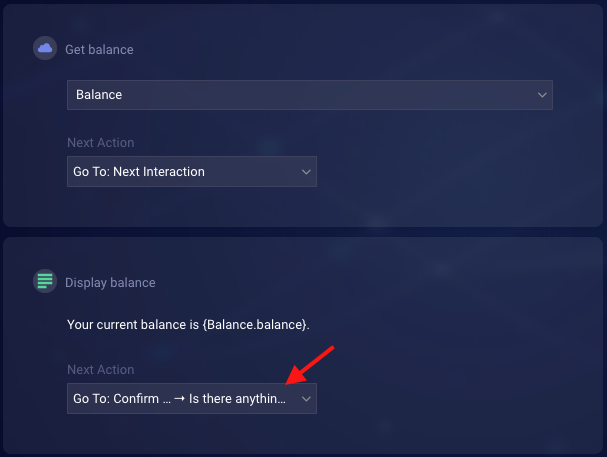 Get balance
Balance
Next Action
Go To: Next Interaction
Display balance
Your current balance is {Balance.balance}.
Next Action
Go To: Confirm ... → Is there anythin...